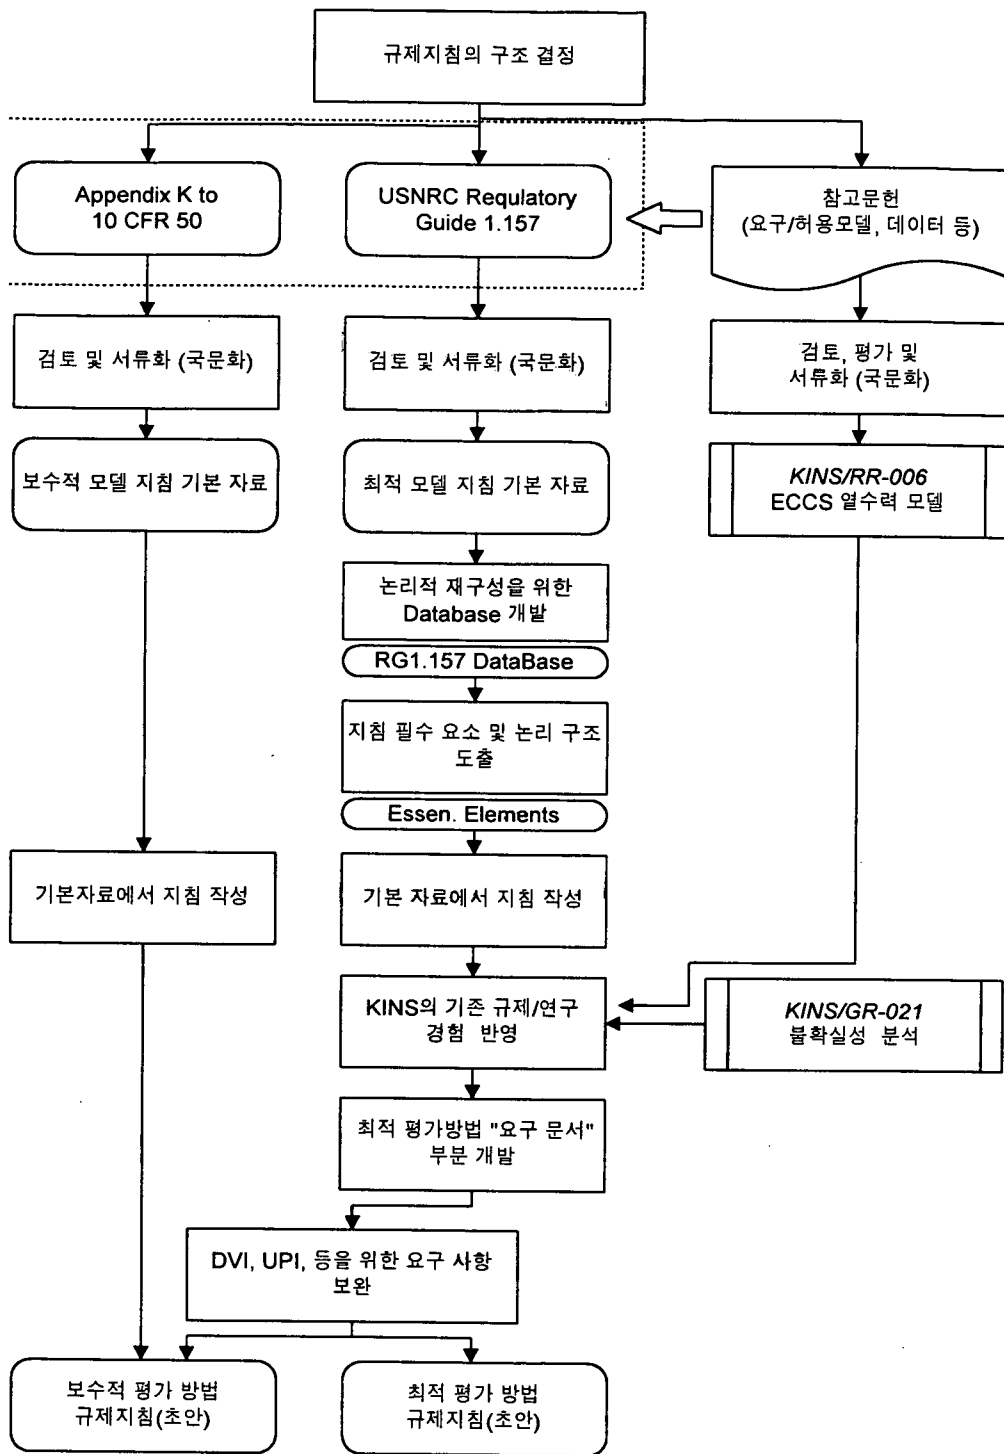 규제지침의 구조 결정
Appendix K to
10 CFR 50
USNRC Requlatory
Guide 1.157
참고문헌
(요구/허용모델, 데이터 등)
검토 및 서류화 (국문화)
검토 및 서류화 (국문화)
검토, 평가 및
서류화 (국문화)
보수적 모델 지침 기본 자료
최적 모델 지침 기본 자료
KINS/RR-006
ECCS 열수력 모델
논리적 재구성을 위한
Database 개발
RG1.157 DataBase
지침 필수 요소 및 논리 구조
도출
Essen. Elements
기본자료에서 지침 작성
기본 자료에서 지침 작성
KINS의 기존 규제/연구
경험 반영
KINS/GR-021
불확실성 분석
최적 평가방법 "요구 문서"
부분 개발
DVI, UPI, 등을 위한 요구 사항
보완
보수적 평가 방법
규제지침(초안)
최적 평가 방법
규제지침(초안)